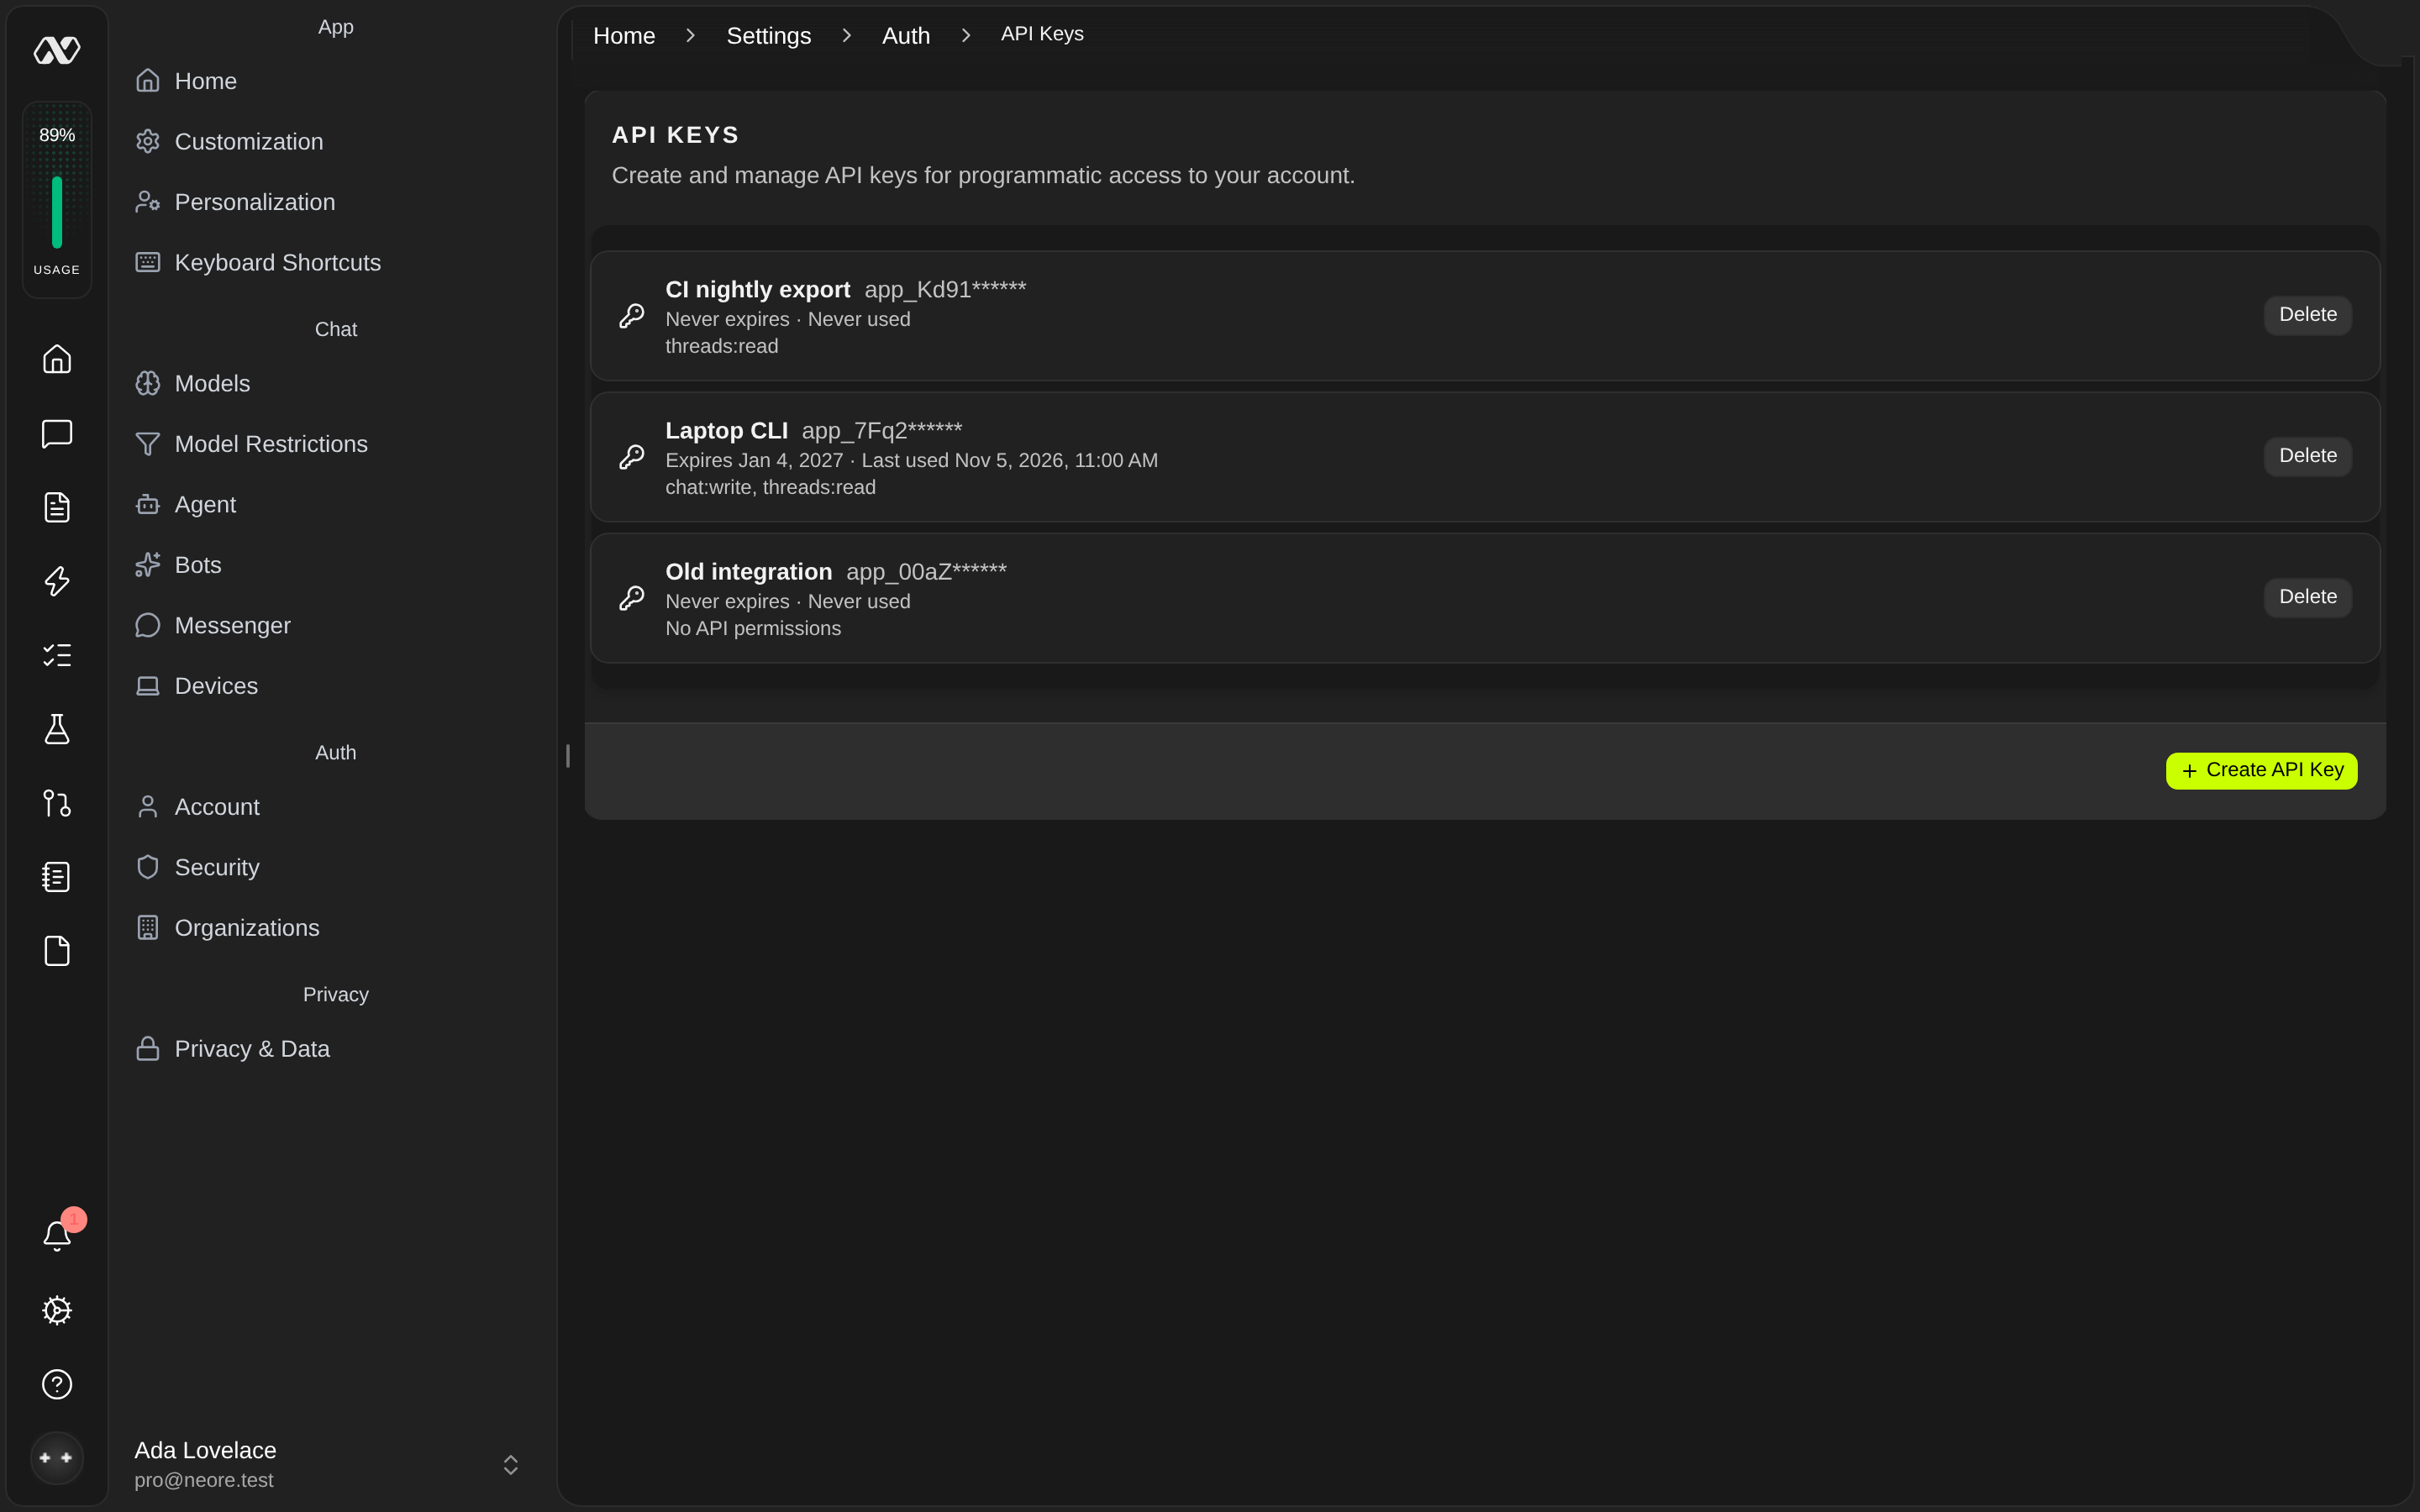 89%
USAGE
App
Home
Customization
Personalization
Keyboard Shortcuts
Chat
Models
Model Restrictions
Agent
Bots
Messenger
Devices
Auth
Account
Security
Organizations
Privacy
Privacy & Data
1
Ada Lovelace
pro@neore.test
Home Settings Auth API Keys
API KEYS
Create and manage API keys for programmatic access to your account.
CI nightly export app_Kd91******
Never expires · Never used
threads:read
Delete
Laptop CLI app_7Fq2******
Expires Jan 4, 2027 · Last used Nov 5, 2026, 11:00 AM
chat:write, threads:read
Delete
Old integration app_00aZ******
Never expires · Never used
No API permissions
Delete
Create API Key